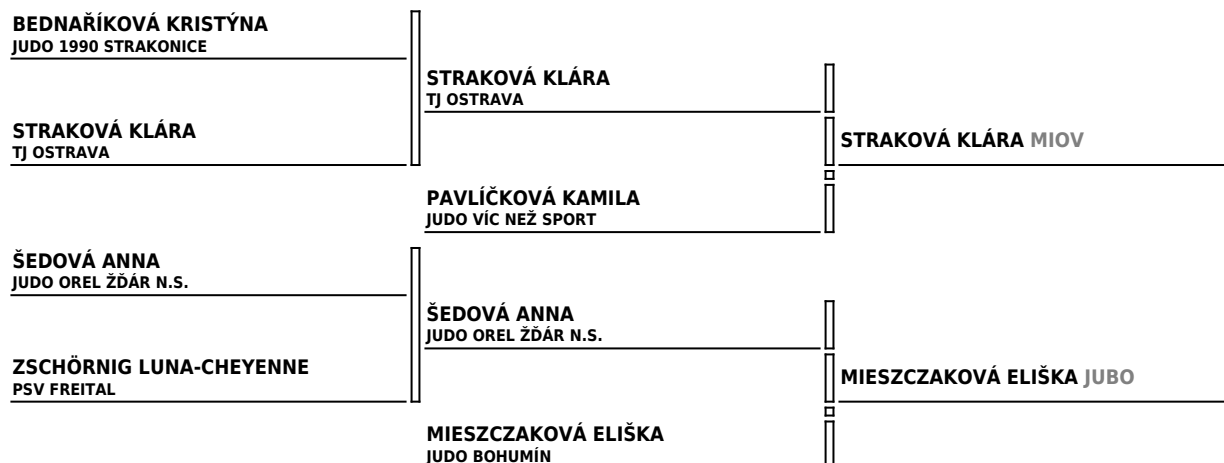 BEDNAŘÍKOVÁ KRISTÝNA
JUDO 1990 STRAKONICE
STRAKOVÁ KLÁRA
TJ OSTRAVA
STRAKOVÁ KLÁRA
TJ OSTRAVA
STRAKOVÁ KLÁRA MIOV
PAVLÍČKOVÁ KAMILA
JUDO VÍC NEŽ SPORT
ŠEDOVÁ ANNA
JUDO OREL ŽĎÁR N.S.
ŠEDOVÁ ANNA
JUDO OREL ŽĎÁR N.S.
ZSCHÖRNIG LUNA-CHEYENNE
PSV FREITAL
MIESZCZAKOVÁ ELIŠKA JUBO
MIESZCZAKOVÁ ELIŠKA
JUDO BOHUMÍN